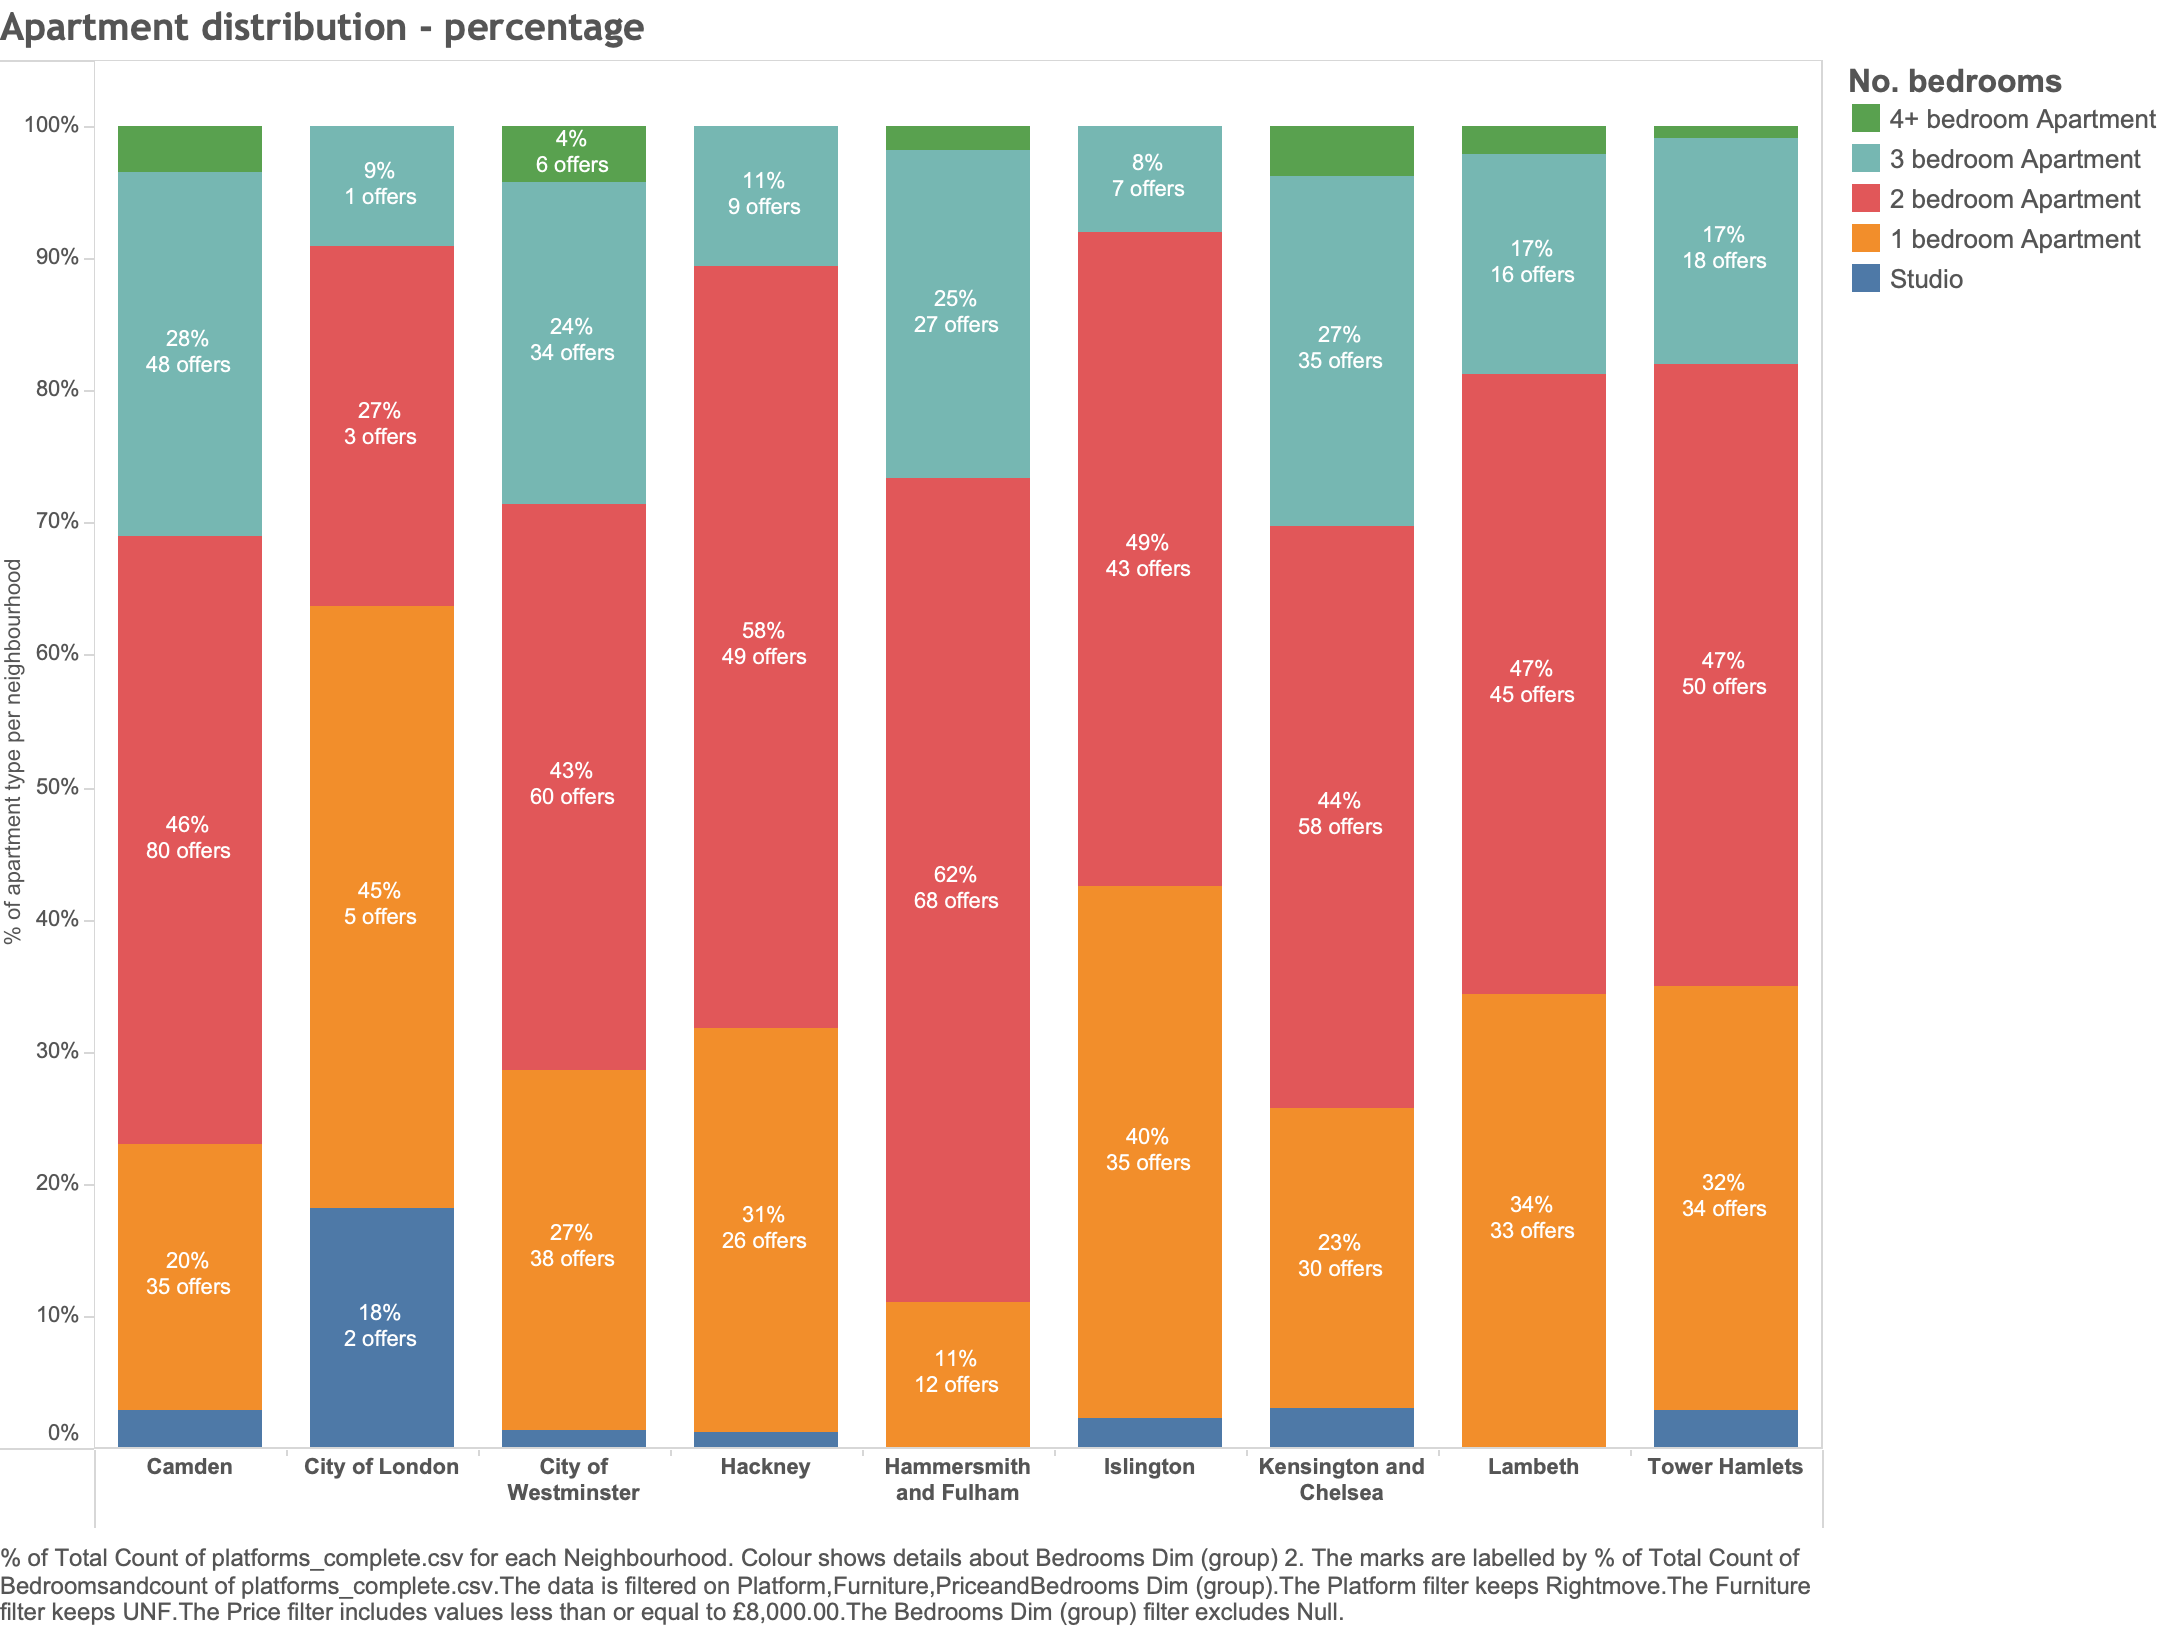 Apartment distribution - percentage
No. bedrooms
4+ bedroom Apartment
3 bedroom Apartment
2 bedroom Apartment
1 bedroom Apartment
Studio
% of apartment type per neighbourhood
100%
90%
80%
70%
60%
50%
40%
30%
20%
10%
0%
28%
48 offers
46%
80 offers
20%
35 offers
9%
1 offers
27%
3 offers
45%
5 offers
18%
2 offers
4%
6 offers
24%
34 offers
43%
60 offers
27%
38 offers
11%
9 offers
58%
49 offers
31%
26 offers
25%
27 offers
62%
68 offers
11%
12 offers
8%
7 offers
49%
43 offers
40%
35 offers
27%
35 offers
44%
58 offers
23%
30 offers
17%
16 offers
47%
45 offers
34%
33 offers
17%
18 offers
47%
50 offers
32%
34 offers
Camden
City of London
City of
Westminster
Hackney
Hammersmith
and Fulham
Islington
Kensington and
Chelsea
Lambeth
Tower Hamlets
% of Total Count of platforms_complete.csv for each Neighbourhood. Colour shows details about Bedrooms Dim (group) 2. The marks are labelled by % of Total Count of
Bedroomsandcount of platforms_complete.csv.The data is filtered on Platform,Furniture,PriceandBedrooms Dim (group).The Platform filter keeps Rightmove.The Furniture
filter keeps UNF.The Price filter includes values less than or equal to £8,000.00.The Bedrooms Dim (group) filter excludes Null.